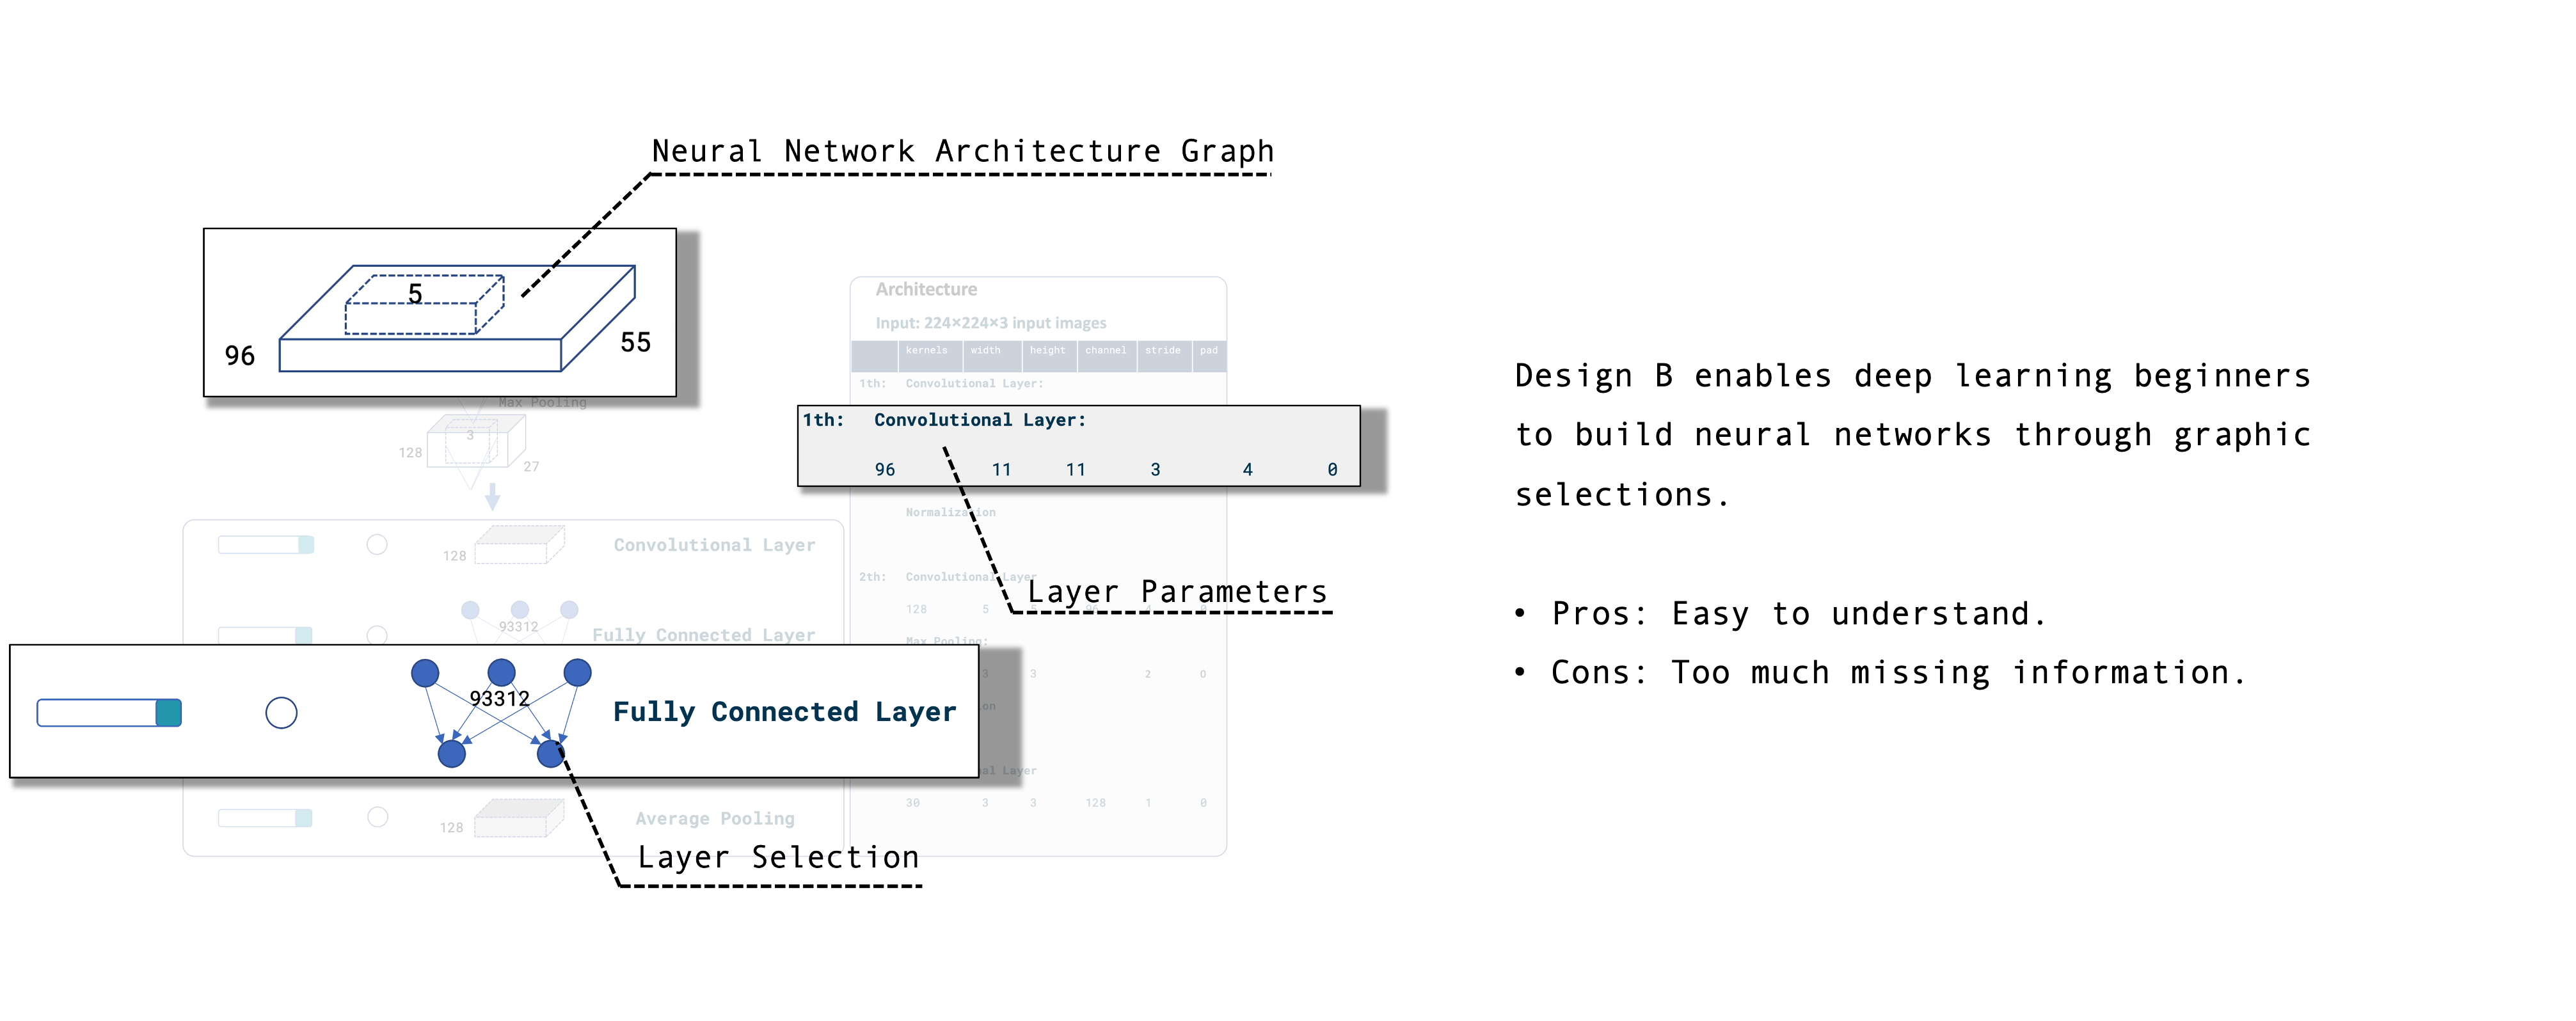 Neural Network Architecture Graph
5
96
55
Max Pooling
3
128
27
Architecture
Input: 224×224×3 input images
kernels width height channel stride pad
1th: Convolutional Layer:
1th: Convolutional Layer:
96 11 11 3 4 0
Normalization
2th: Convolutional Layer
128 5
Max Pooling:
3 3 2 0
Layer
30 3 3 128 1 0
Layer Parameters
128 Convolutional Layer
93312 Fully Connected Layer
93312 Fully Connected Layer
128 Average Pooling
Layer Selection
Design B enables deep learning beginners
to build neural networks through graphic
selections.
• Pros: Easy to understand.
• Cons: Too much missing information.